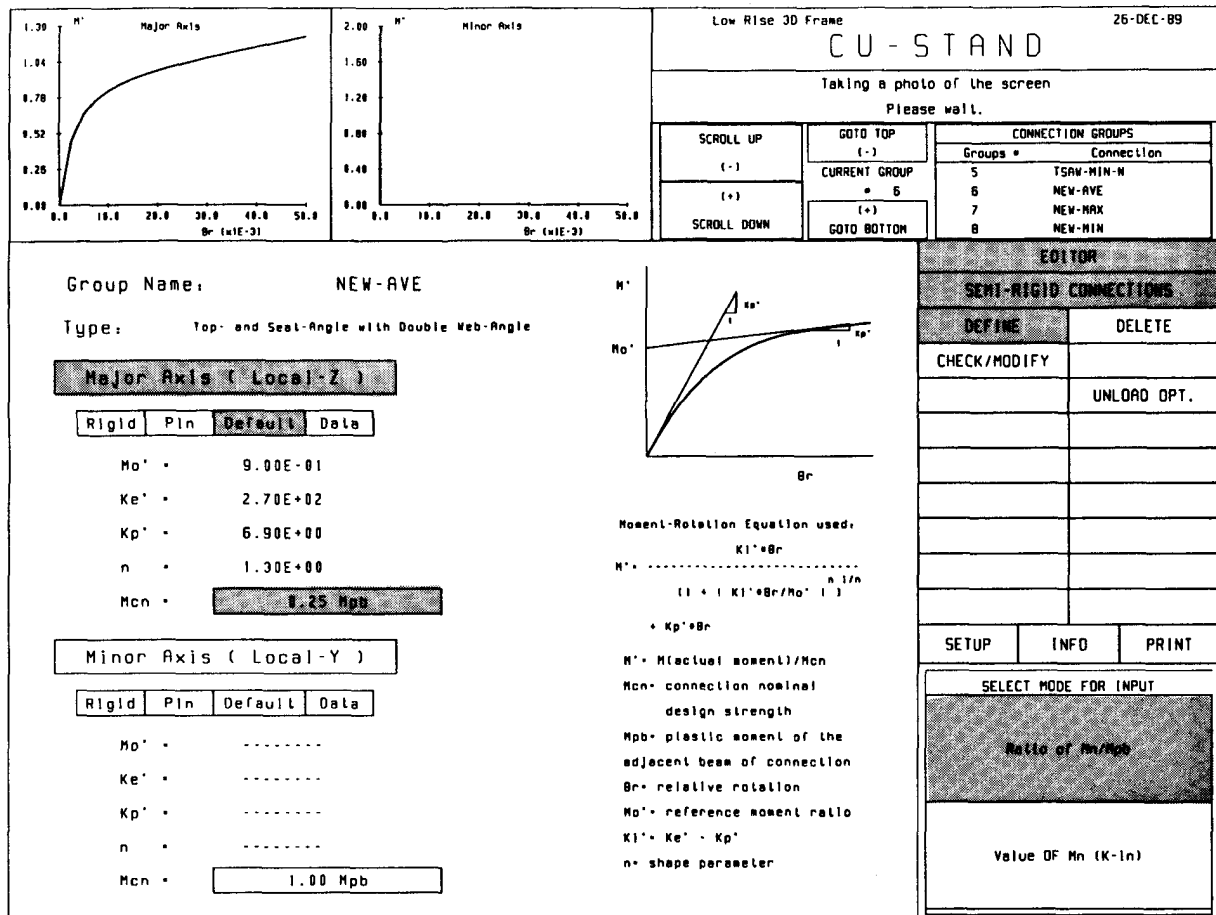 M'
Major Axis
1.30
1.04
0.78
0.52
0.26
0.00
0.0 10.0 20.0 30.0 40.0 50.0
θr (x1E-3)
M'
Minor Axis
2.00
1.60
1.20
0.80
0.40
0.00
0.0 10.0 20.0 30.0 40.0 50.0
θr (x1E-3)
Low Rise 3D Frame
26-DEC-89
CU-STAND
Taking a photo of the screen
Please wait.
SCROLL UP
(-)
(+)
SCROLL DOWN
GOTO TOP
(-)
CURRENT GROUP
# 6
(+)
GOTO BOTTOM
CONNECTION GROUPS
Groups # Connection
5 TSAW-MIN-N
6 NEW-AVE
7 NEW-MAX
8 NEW-MIN
Group Name: NEW-AVE
Type: Top- and Seat-Angle with Double Web-Angle
Major Axis ( Local-Z )
Rigid Pin Default Data
Mo' = 9.00E-01
Ke' = 2.70E+02
Kp' = 6.90E+00
n = 1.30E+00
Mcn = 0.25 Mpb
Minor Axis ( Local-Y )
Rigid Pin Default Data
Mo' = --------
Ke' = --------
Kp' = --------
n = --------
Mcn = 1.00 Mpb
M'
Ke'
1
Mo'
Kp'
1
θr
Moment-Rotation Equation used:
K1'*θr
M'= -------------------------
n 1/n
(1 + ( K1'*θr/Mo' ) )
+ Kp'*θr
M'= M(actual moment)/Mcn
Mcn= connection nominal
design strength
Mpb= plastic moment of the
adjacent beam of connection
θr= relative rotation
Mo'= reference moment ratio
K1'= Ke' - Kp'
n= shape parameter
EDITOR
SEMI-RIGID CONNECTIONS
DEFINE DELETE
CHECK/MODIFY
UNLOAD OPT.
SETUP INFO PRINT
SELECT MODE FOR INPUT
Ratio of Mn/Mpb
Value OF Mn (K-in)